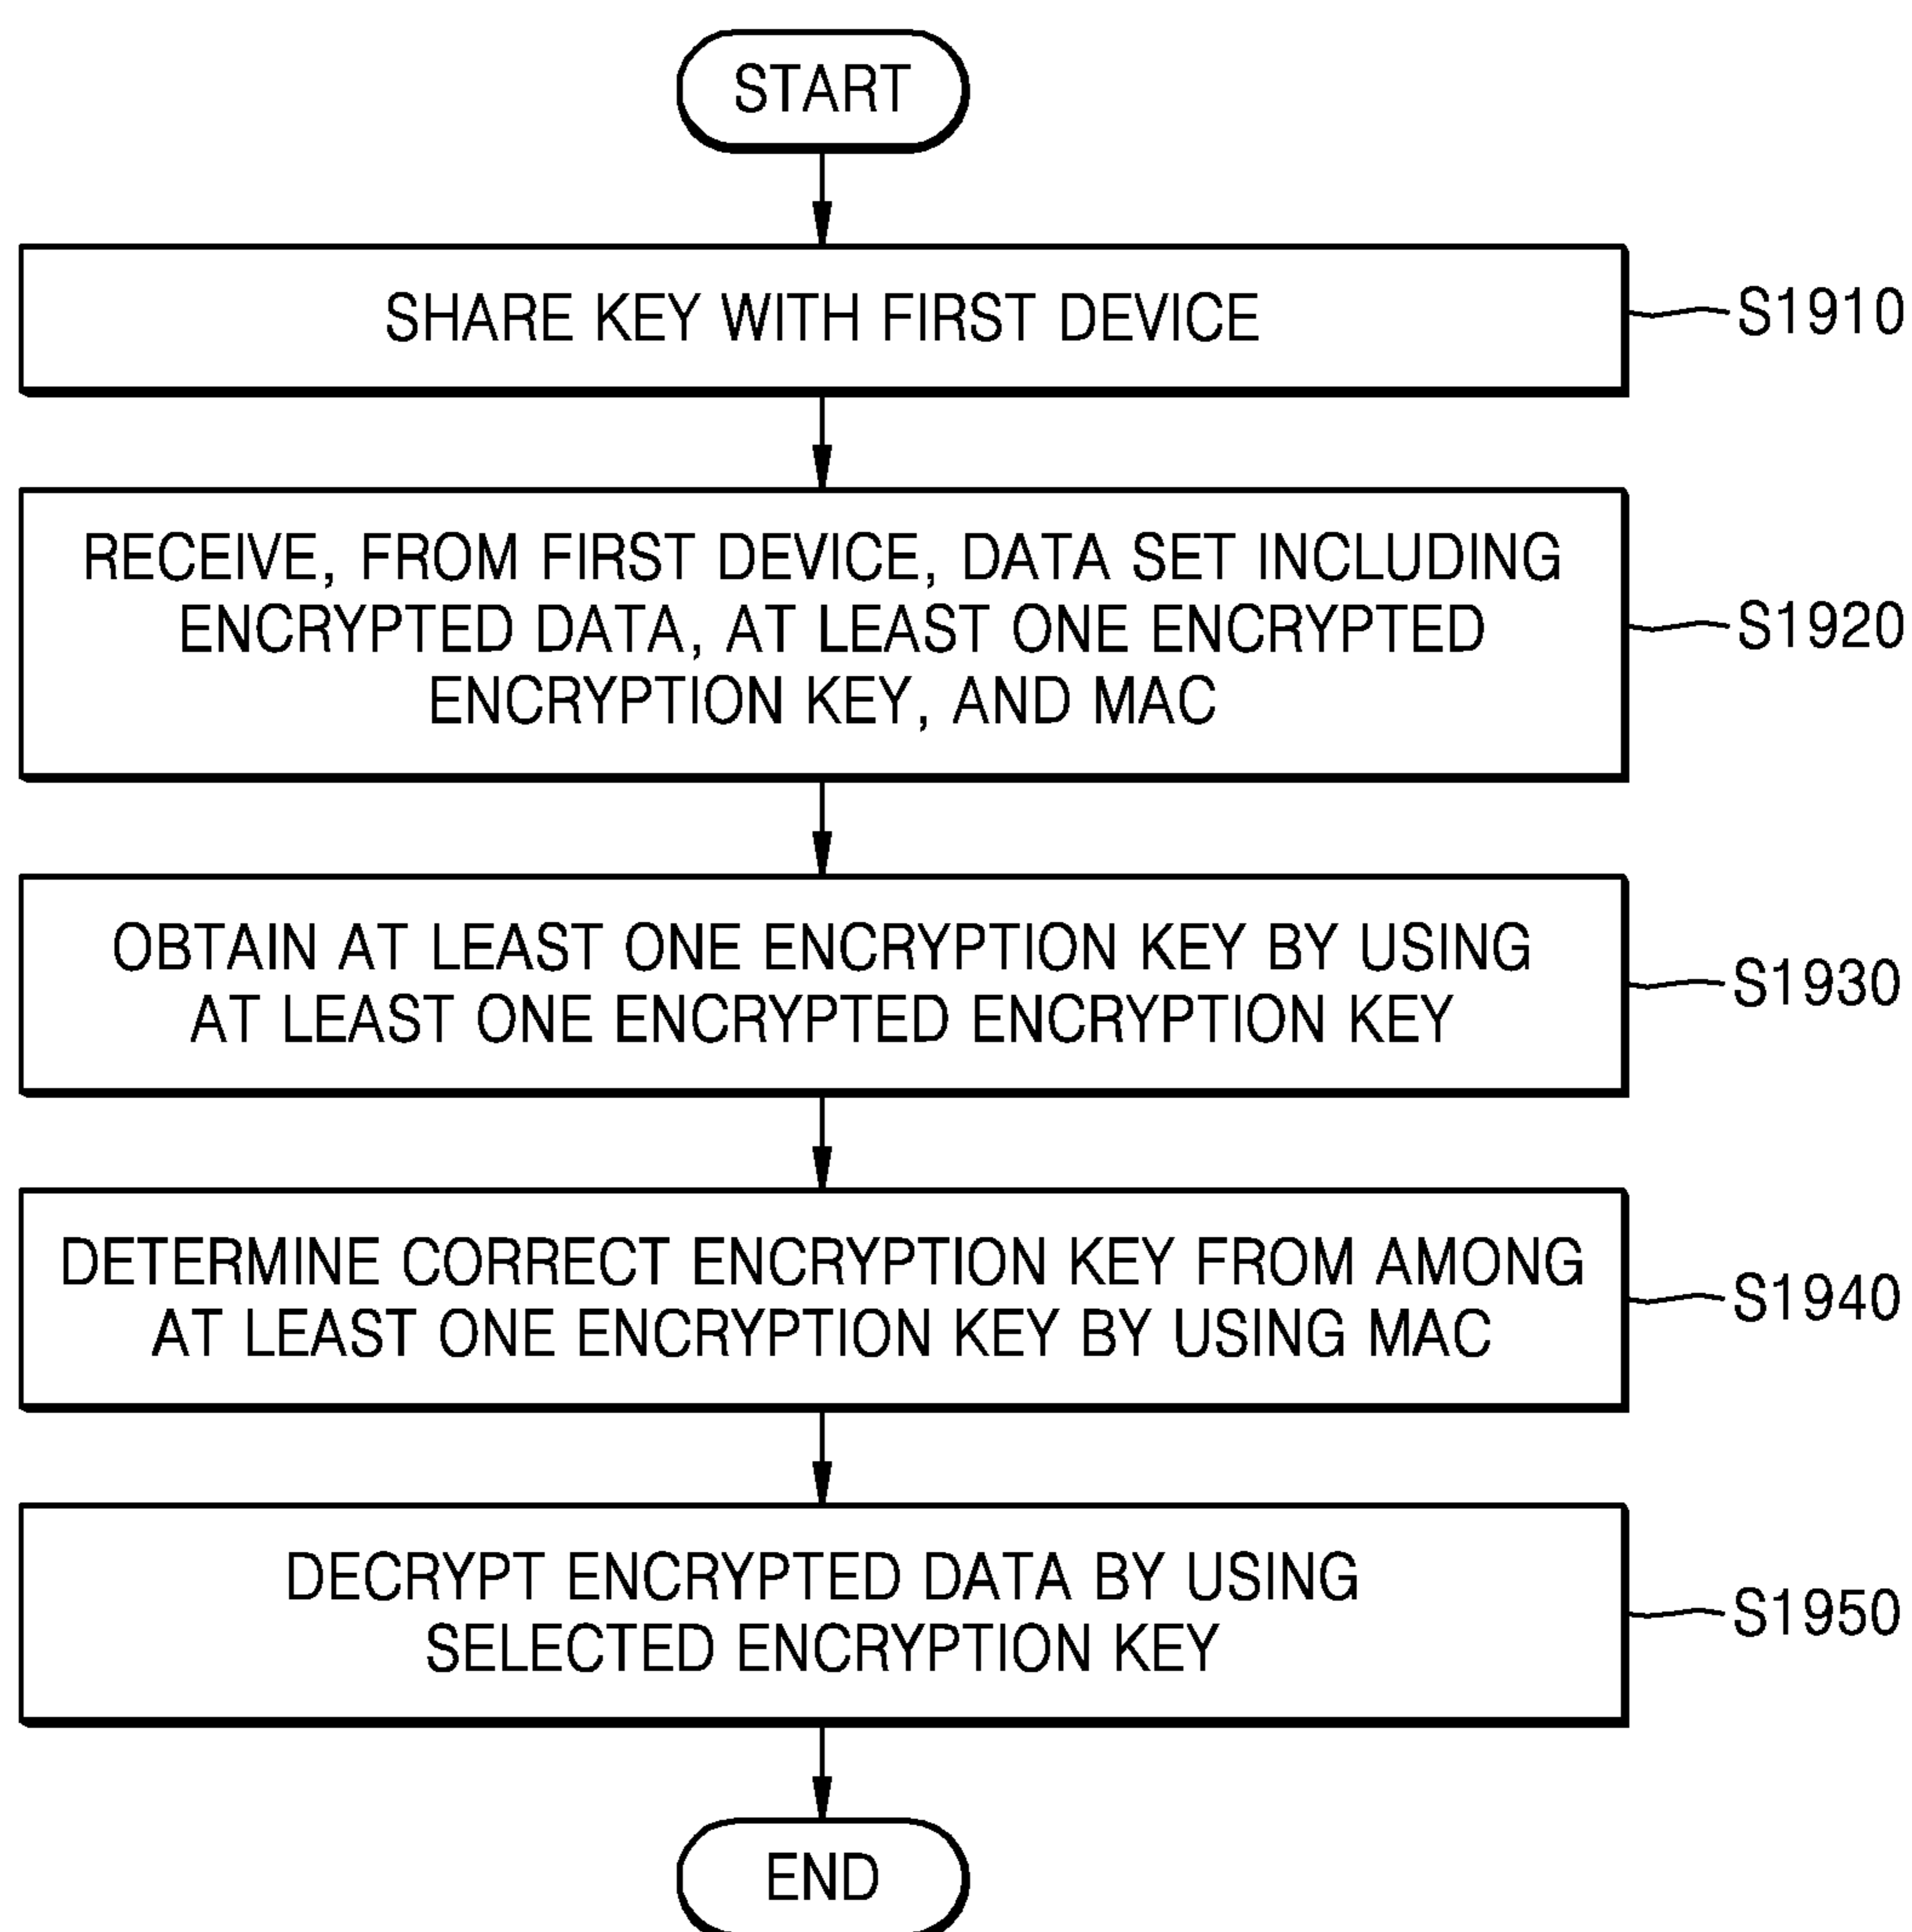 START
SHARE KEY WITH FIRST DEVICE
S1910
RECEIVE, FROM FIRST DEVICE, DATA SET INCLUDING
ENCRYPTED DATA, AT LEAST ONE ENCRYPTED
ENCRYPTION KEY, AND MAC
S1920
OBTAIN AT LEAST ONE ENCRYPTION KEY BY USING
AT LEAST ONE ENCRYPTED ENCRYPTION KEY
S1930
DETERMINE CORRECT ENCRYPTION KEY FROM AMONG
AT LEAST ONE ENCRYPTION KEY BY USING MAC
S1940
DECRYPT ENCRYPTED DATA BY USING
SELECTED ENCRYPTION KEY
S1950
END